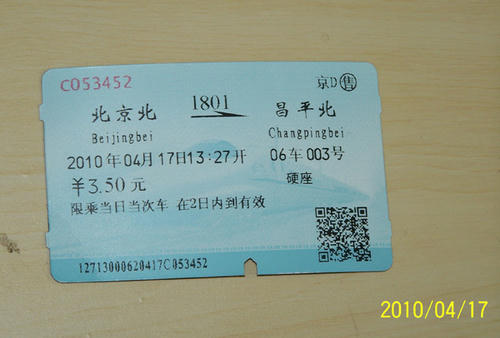 C053452 京D售
北京北 1801 昌平北
Beijingbei Changpingbei
2010年04月17日13:27开 06车003号
¥3.50元 硬座
限乘当日当次车 在2日内到有效
12713000620417C053452
2010/04/17